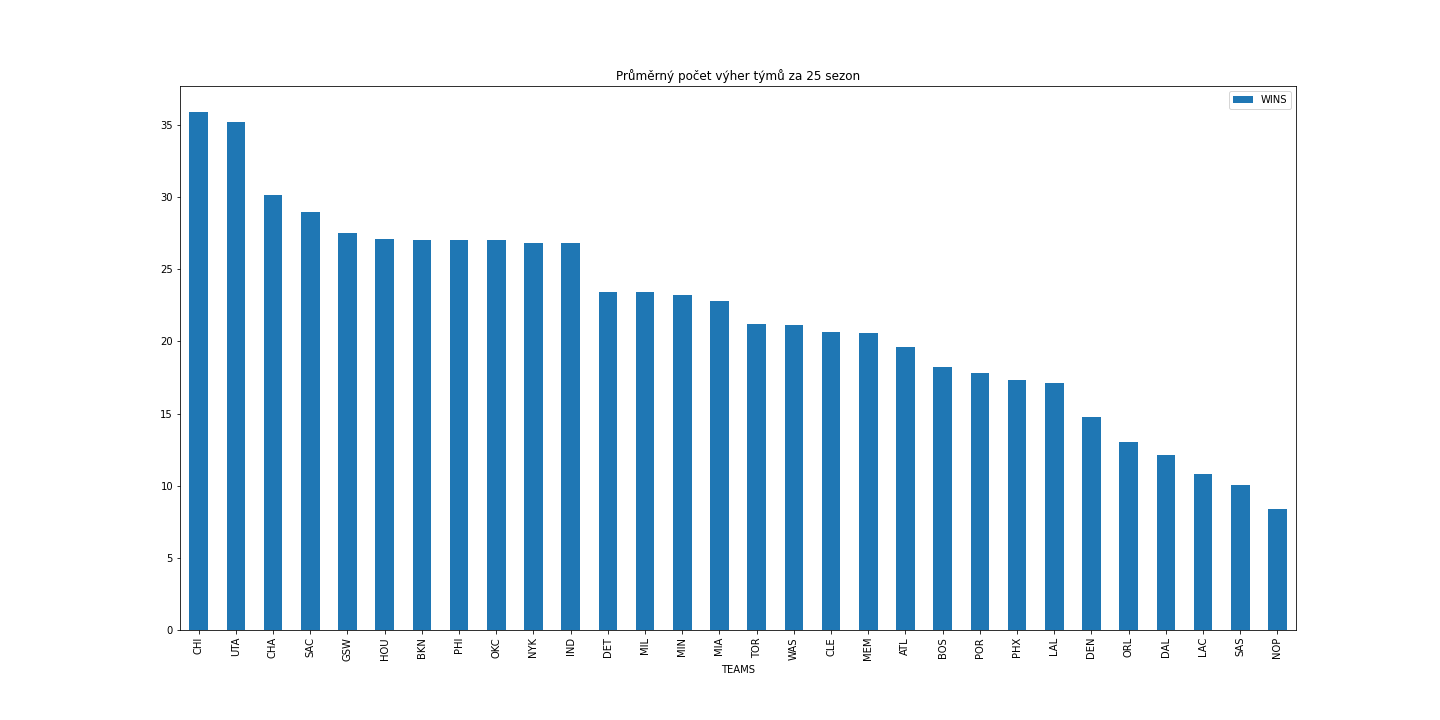 Průměrný počet výher týmů za 25 sezon
WINS
35
30
25
20
15
10
5
0
CHI
UTA
CHA
SAC
GSW
HOU
BKN
PHI
OKC
NYK
IND
DET
MIL
MIN
MIA
TOR
WAS
CLE
MEM
ATL
BOS
POR
PHX
LAL
DEN
ORL
DAL
LAC
SAS
NOP
TEAMS